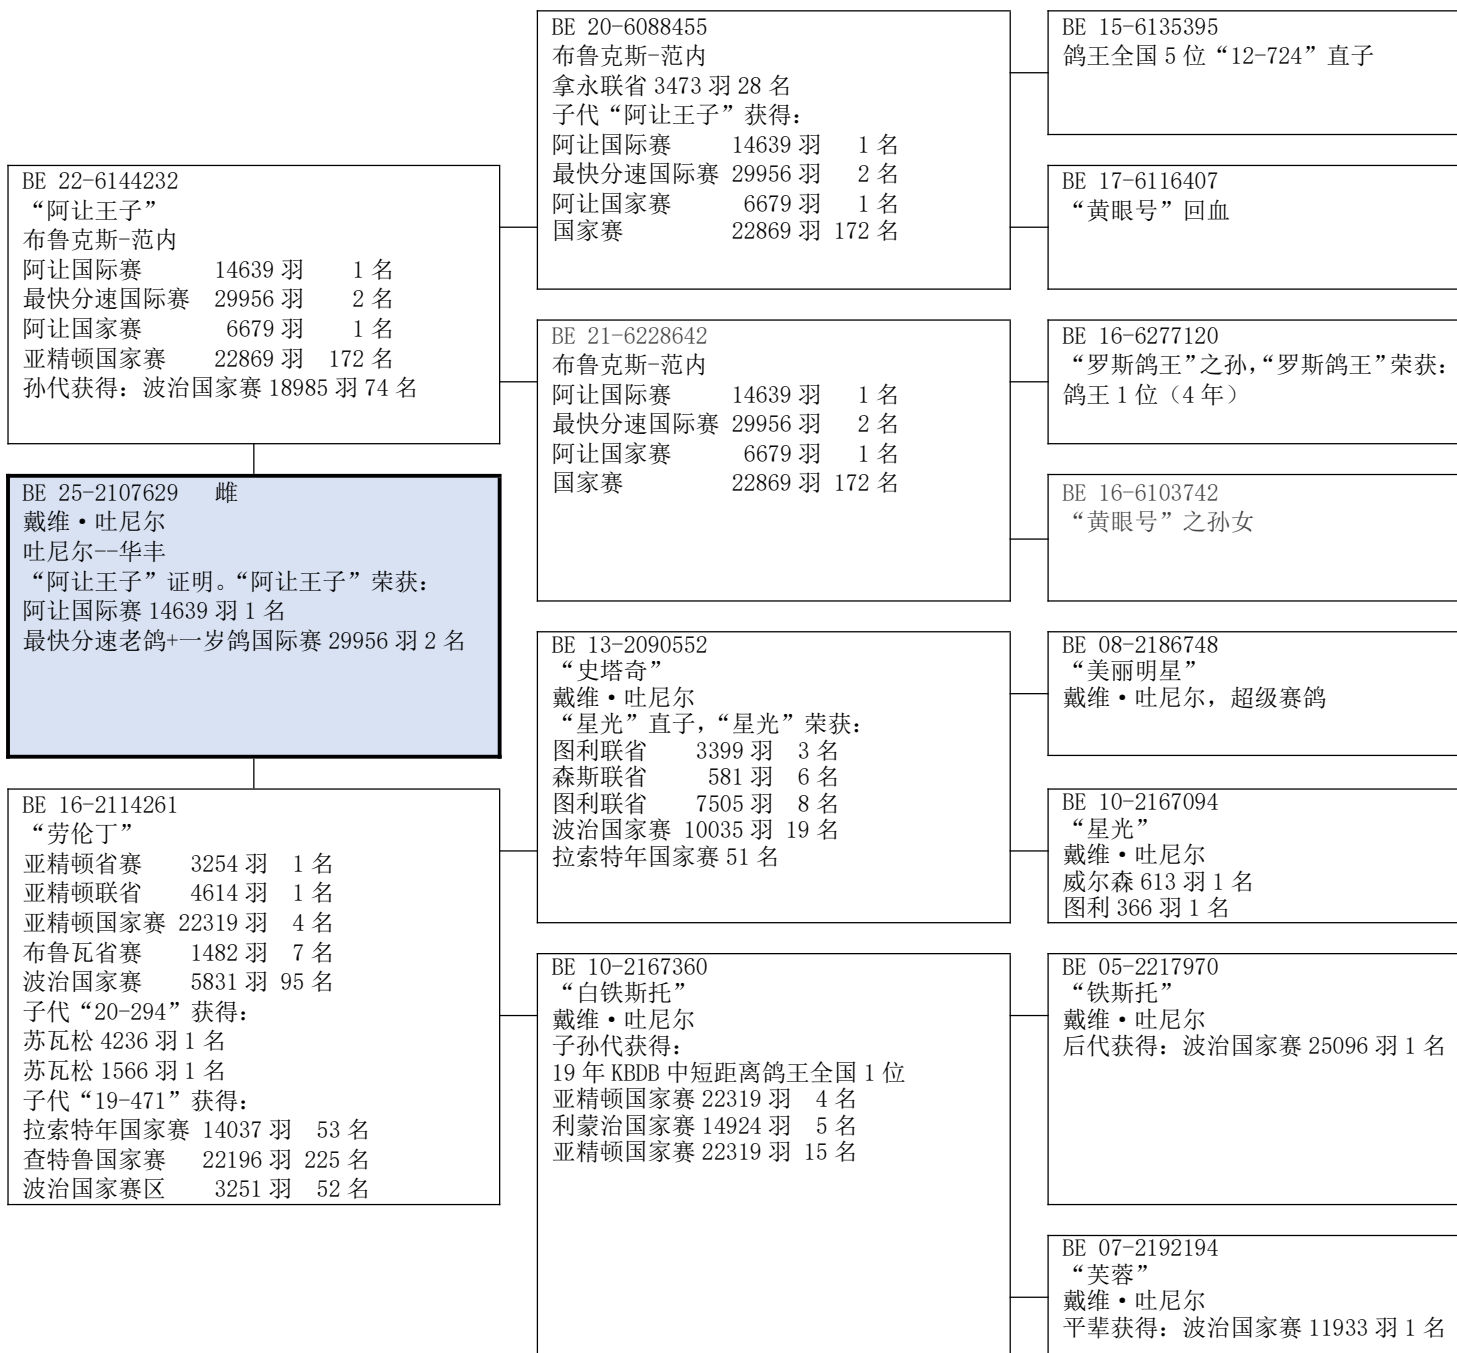 BE 22-6144232
“阿让王子”
布鲁克斯-范内
阿让国际赛 14639 羽 1 名
最快分速国际赛 29956 羽 2 名
阿让国家赛 6679 羽 1 名
亚精顿国家赛 22869 羽 172 名
孙代获得：波治国家赛 18985 羽 74 名
BE 25-2107629 雌
戴维·吐尼尔
吐尼尔--华丰
“阿让王子”证明。“阿让王子”荣获：
阿让国际赛 14639 羽 1 名
最快分速老鸽+一岁鸽国际赛 29956 羽 2 名
BE 16-2114261
“劳伦丁”
亚精顿省赛 3254 羽 1 名
亚精顿联省 4614 羽 1 名
亚精顿国家赛 22319 羽 4 名
布鲁瓦省赛 1482 羽 7 名
波治国家赛 5831 羽 95 名
子代“20-294”获得：
苏瓦松 4236 羽 1 名
苏瓦松 1566 羽 1 名
子代“19-471”获得：
拉索特年国家赛 14037 羽 53 名
查特鲁国家赛 22196 羽 225 名
波治国家赛区 3251 羽 52 名
BE 20-6088455
布鲁克斯-范内
拿永联省 3473 羽 28 名
子代“阿让王子”获得：
阿让国际赛 14639 羽 1 名
最快分速国际赛 29956 羽 2 名
阿让国家赛 6679 羽 1 名
国家赛 22869 羽 172 名
BE 21-6228642
布鲁克斯-范内
阿让国际赛 14639 羽 1 名
最快分速国际赛 29956 羽 2 名
阿让国家赛 6679 羽 1 名
国家赛 22869 羽 172 名
BE 13-2090552
“史塔奇”
戴维·吐尼尔
“星光”直子，“星光”荣获：
图利联省 3399 羽 3 名
森斯联省 581 羽 6 名
图利联省 7505 羽 8 名
波治国家赛 10035 羽 19 名
拉索特年国家赛 51 名
BE 10-2167360
“白铁斯托”
戴维·吐尼尔
子孙代获得：
19 年 KBDB 中短距离鸽王全国 1 位
亚精顿国家赛 22319 羽 4 名
利蒙治国家赛 14924 羽 5 名
亚精顿国家赛 22319 羽 15 名
BE 15-6135395
鸽王全国 5 位“12-724”直子
BE 17-6116407
“黄眼号”回血
BE 16-6277120
“罗斯鸽王”之孙，“罗斯鸽王”荣获：
鸽王 1 位（4 年）
BE 16-6103742
“黄眼号”之孙女
BE 08-2186748
“美丽明星”
戴维·吐尼尔，超级赛鸽
BE 10-2167094
“星光”
戴维·吐尼尔
威尔森 613 羽 1 名
图利 366 羽 1 名
BE 05-2217970
“铁斯托”
戴维·吐尼尔
后代获得：波治国家赛 25096 羽 1 名
BE 07-2192194
“芙蓉”
戴维·吐尼尔
平辈获得：波治国家赛 11933 羽 1 名